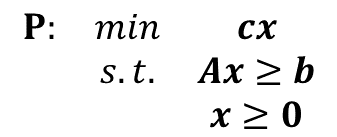 P: min cx
s.t. Ax ≥ b
x ≥ 0